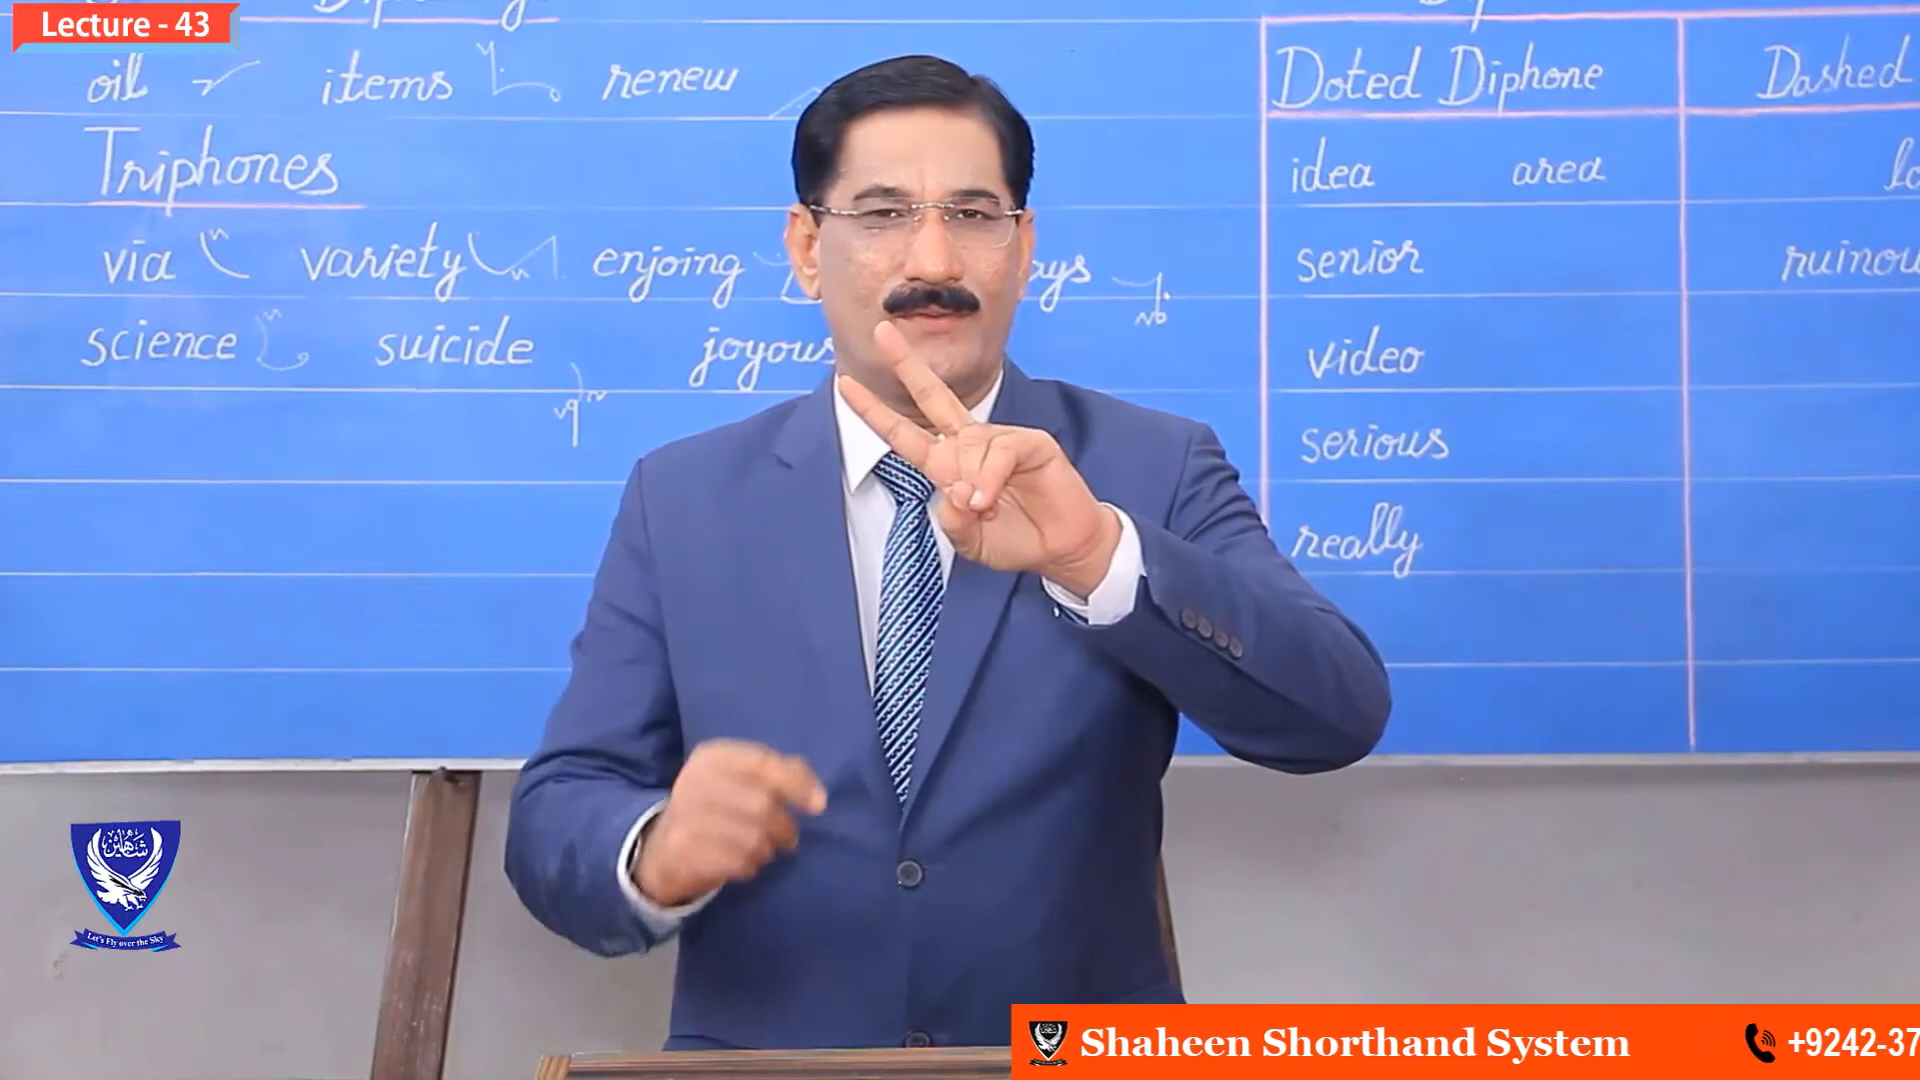 Lecture - 43
oil items renew
Triphones
via variety enjoing
science suicide joyous
Doted Diphone Dashed
idea area
senior
video
serious
really
شاهين
Let's Fly over the Sky
Shaheen Shorthand System +9242-37